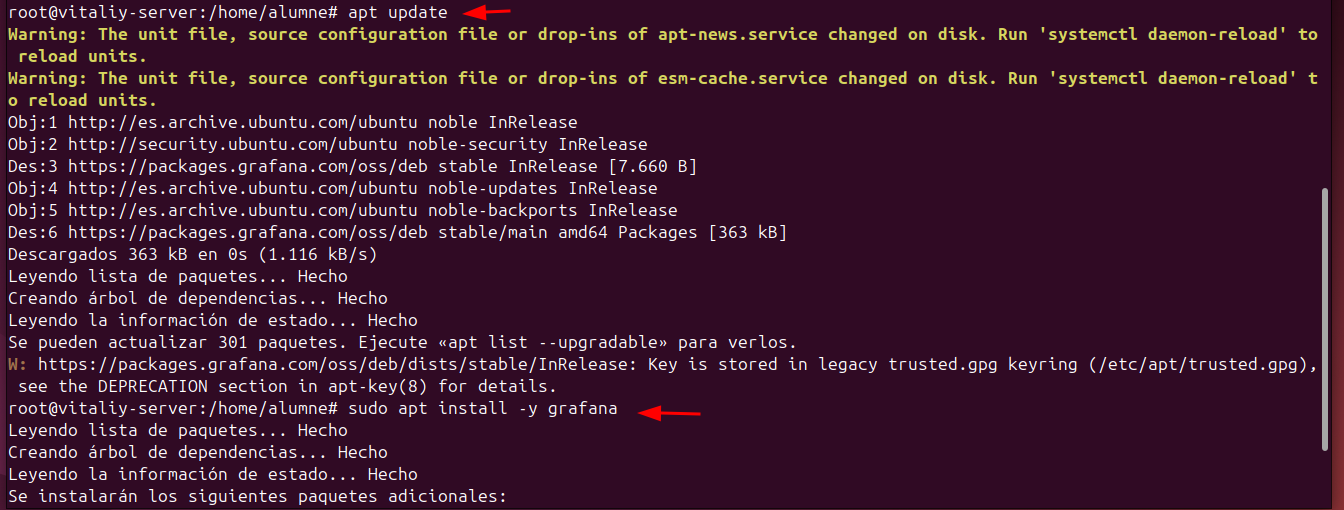 root@vitaliy-server:/home/alumne# apt update
Warning: The unit file, source configuration file or drop-ins of apt-news.service changed on disk. Run 'systemctl daemon-reload' to
 reload units.
Warning: The unit file, source configuration file or drop-ins of esm-cache.service changed on disk. Run 'systemctl daemon-reload' t
o reload units.
Obj:1 http://es.archive.ubuntu.com/ubuntu noble InRelease
Obj:2 http://security.ubuntu.com/ubuntu noble-security InRelease
Des:3 https://packages.grafana.com/oss/deb stable InRelease [7.660 B]
Obj:4 http://es.archive.ubuntu.com/ubuntu noble-updates InRelease
Obj:5 http://es.archive.ubuntu.com/ubuntu noble-backports InRelease
Des:6 https://packages.grafana.com/oss/deb stable/main amd64 Packages [363 kB]
Descargados 363 kB en 0s (1.116 kB/s)
Leyendo lista de paquetes... Hecho
Creando árbol de dependencias... Hecho
Leyendo la información de estado... Hecho
Se pueden actualizar 301 paquetes. Ejecute «apt list --upgradable» para verlos.
W: https://packages.grafana.com/oss/deb/dists/stable/InRelease: Key is stored in legacy trusted.gpg keyring (/etc/apt/trusted.gpg),
 see the DEPRECATION section in apt-key(8) for details.
root@vitaliy-server:/home/alumne# sudo apt install -y grafana
Leyendo lista de paquetes... Hecho
Creando árbol de dependencias... Hecho
Leyendo la información de estado... Hecho
Se instalarán los siguientes paquetes adicionales: